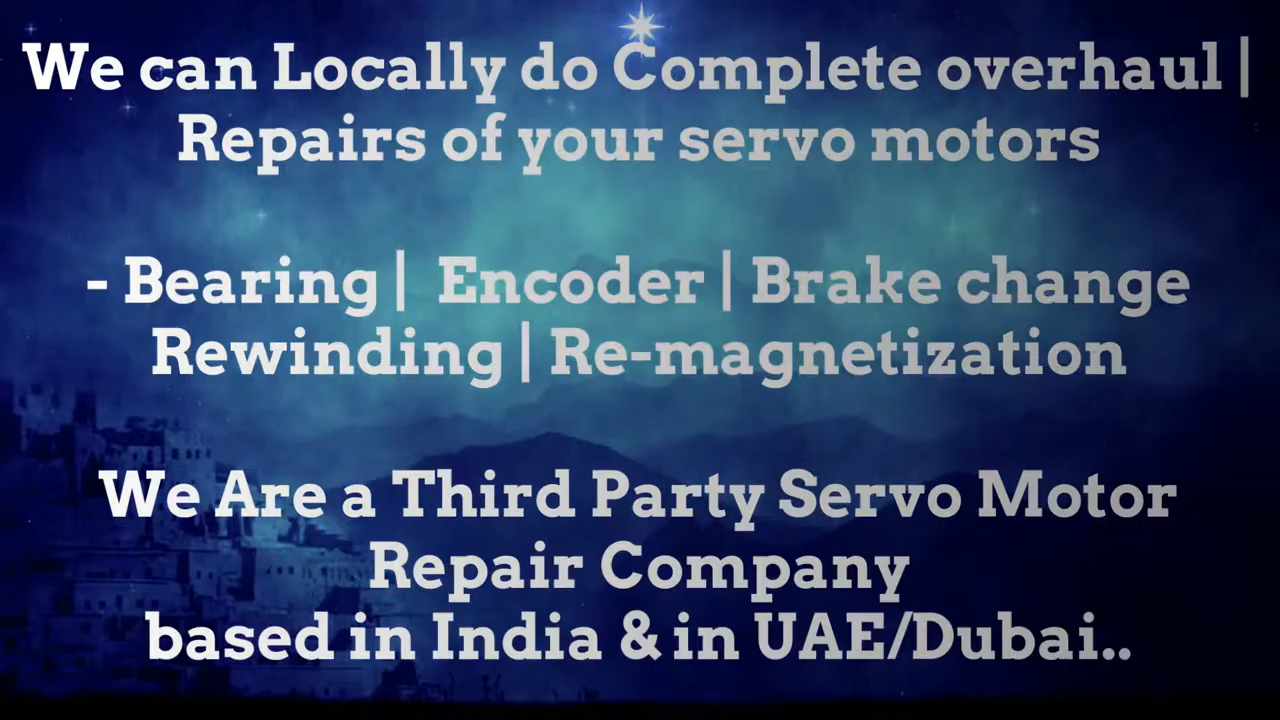 We can Locally do Complete overhaul |
Repairs of your servo motors
- Bearing | Encoder | Brake change
Rewinding | Re-magnetization
We Are a Third Party Servo Motor
Repair Company
based in India & in UAE/Dubai..